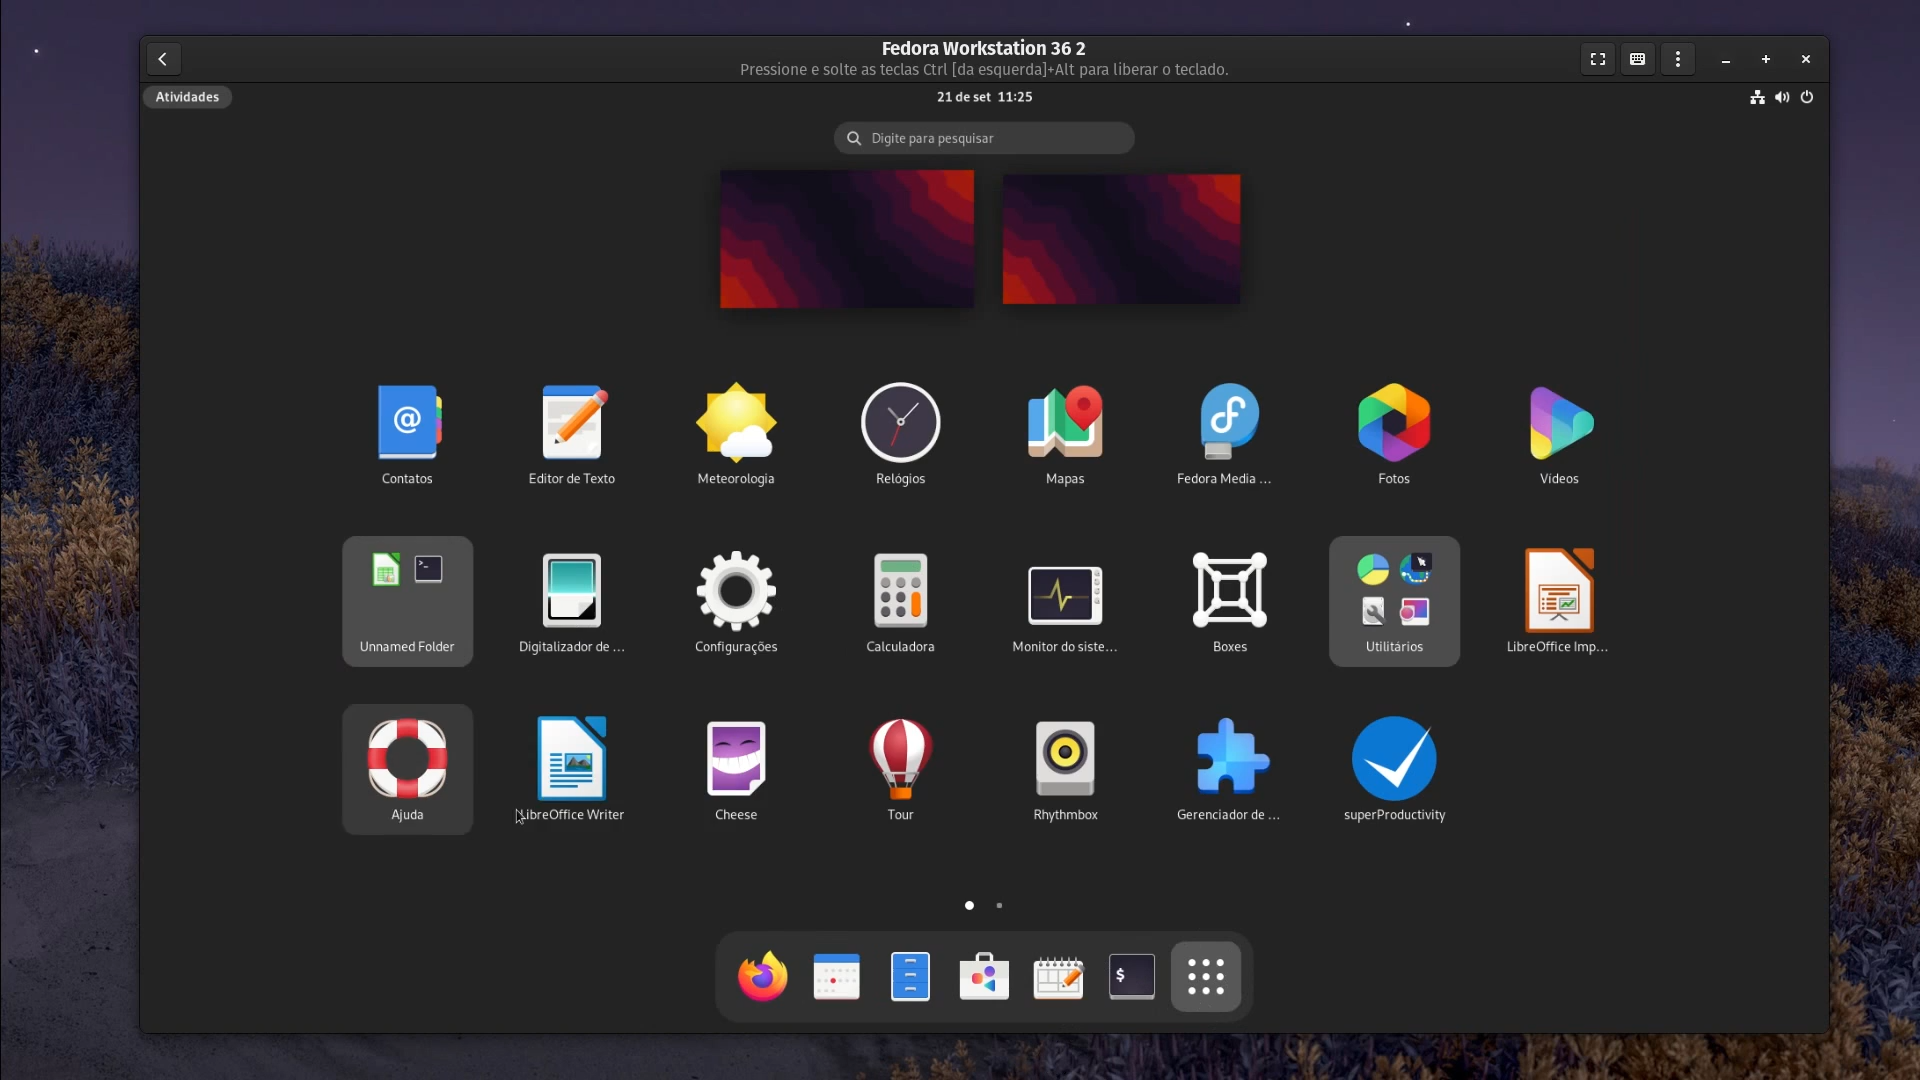 Fedora Workstation 36 2
Pressione e solte as teclas Ctrl [da esquerda]+Alt para liberar o teclado.
Atividades
21 de set 11:25
Digite para pesquisar
Contatos
Editor de Texto
Meteorologia
Relógios
Mapas
Fedora Media ...
Fotos
Vídeos
Unnamed Folder
Digitalizador de ...
Configurações
Calculadora
Monitor do siste...
Boxes
Utilitários
LibreOffice Imp...
Ajuda
LibreOffice Writer
Cheese
Tour
Rhythmbox
Gerenciador de ...
superProductivity